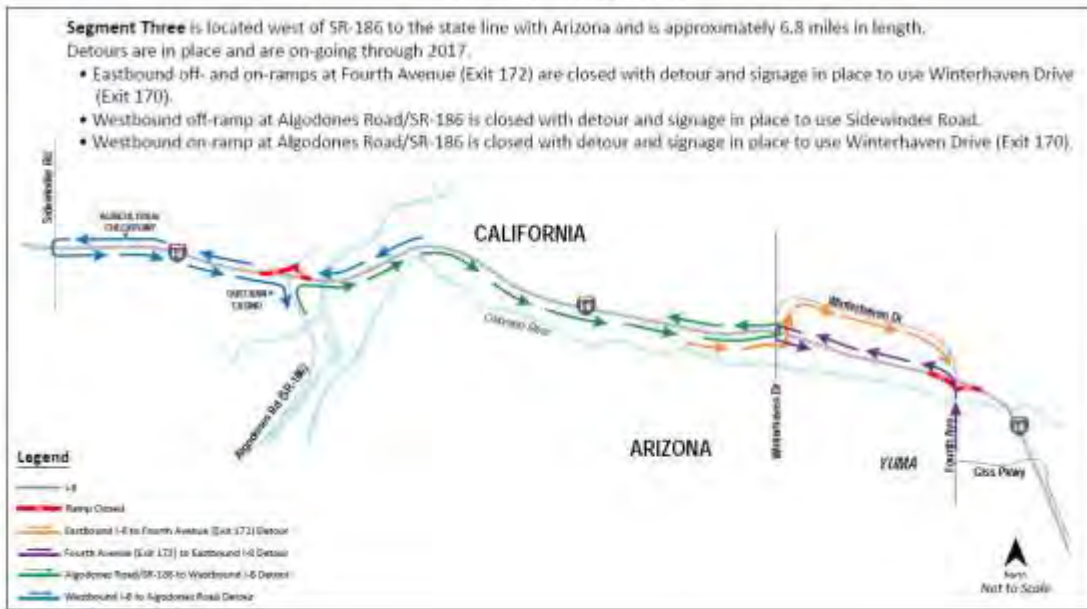 Segment Three is located west of SR-186 to the state line with Arizona and is approximately 6.8 miles in length.
Detours are in place and are on-going through 2017.
• Eastbound off- and on-ramps at Fourth Avenue (Exit 172) are closed with detour and signage in place to use Winterhaven Drive
(Exit 170).
• Westbound off-ramp at Algodones Road/SR-186 is closed with detour and signage in place to use Sidewinder Road.
• Westbound on-ramp at Algodones Road/SR-186 is closed with detour and signage in place to use Winterhaven Drive (Exit 170).
Sidewinder Rd
AGRICULTURAL
CHECKPOINT
CALIFORNIA
QUECHAN
CASINO
Winterhaven Dr
Colorado River
Algodones Rd (SR-186)
Winterhaven Dr
ARIZONA
YUMA
Fourth Ave
Giss Pkwy
Legend
I-8
Ramp Closed
Eastbound I-8 to Fourth Avenue (Exit 172) Detour
Fourth Avenue (Exit 172) to Eastbound I-8 Detour
Algodones Road/SR-186 to Westbound I-8 Detour
Westbound I-8 to Algodones Road Detour
North
Not to Scale